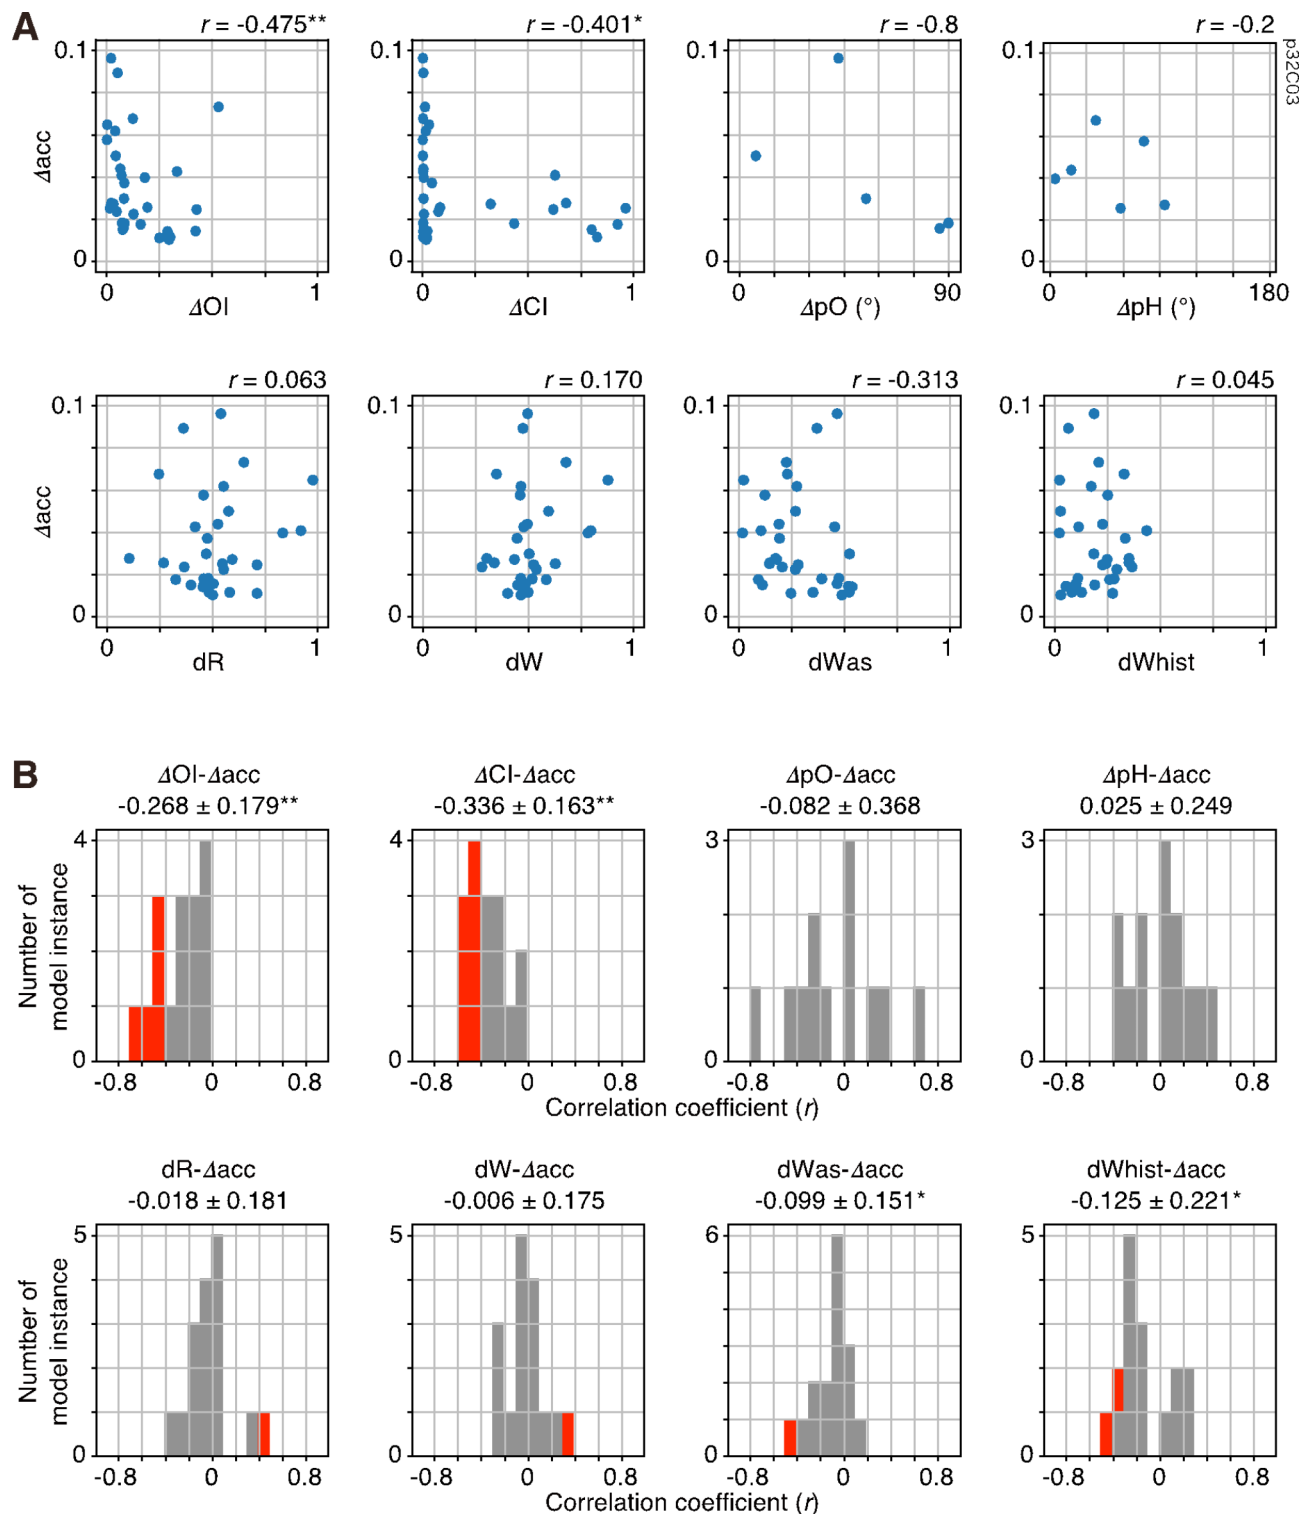 A
r = -0.475**
r = -0.401*
r = -0.8
r = -0.2
p32C03
0.1
0.1
0.1
0.1
Δacc
0
0
0
0
0
1
0
1
0
90
0
180
ΔOI
ΔCI
ΔpO (°)
ΔpH (°)
r = 0.063
r = 0.170
r = -0.313
r = 0.045
0.1
0.1
0.1
0.1
Δacc
0
0
0
0
0
1
0
1
0
1
0
1
dR
dW
dWas
dWhist
B
ΔOI-Δacc
-0.268 ± 0.179**
ΔCI-Δacc
-0.336 ± 0.163**
ΔpO-Δacc
-0.082 ± 0.368
ΔpH-Δacc
0.025 ± 0.249
4
4
3
3
Numtber of
model instance
0
0
0
0
-0.8
0
0.8
-0.8
0
0.8
-0.8
0
0.8
-0.8
0
0.8
Correlation coefficient (r)
dR-Δacc
-0.018 ± 0.181
dW-Δacc
-0.006 ± 0.175
dWas-Δacc
-0.099 ± 0.151*
dWhist-Δacc
-0.125 ± 0.221*
5
5
6
5
Numtber of
model instance
0
0
0
0
-0.8
0
0.8
-0.8
0
0.8
-0.8
0
0.8
-0.8
0
0.8
Correlation coefficient (r)